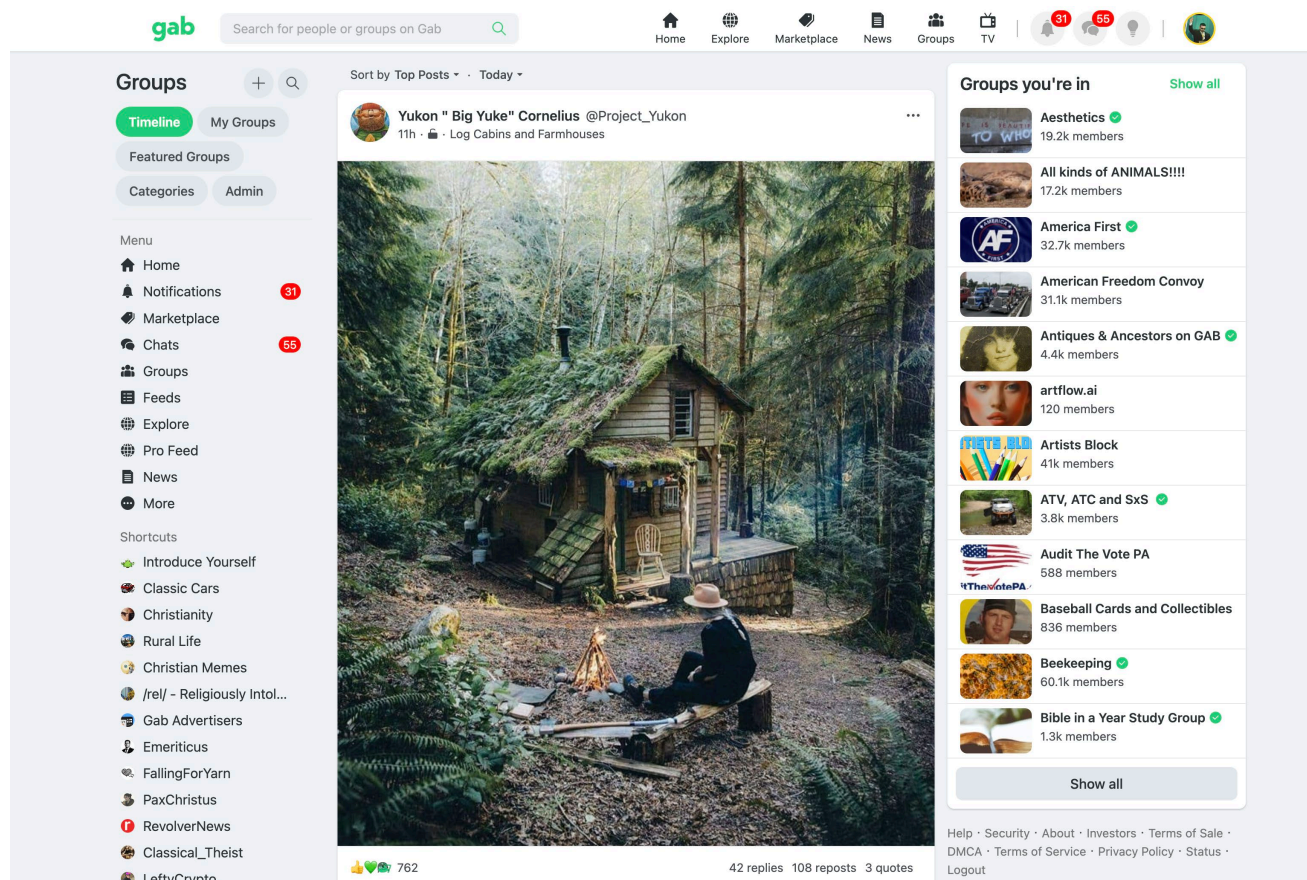 gab
Search for people or groups on Gab
Home
Explore
Marketplace
News
Groups
TV
31
55
Groups
Timeline
My Groups
Featured Groups
Categories
Admin
Menu
Home
Notifications
31
Marketplace
Chats
55
Groups
Feeds
Explore
Pro Feed
News
More
Shortcuts
Introduce Yourself
Classic Cars
Christianity
Rural Life
Christian Memes
/rel/ - Religiously Intol...
Gab Advertisers
Emeriticus
FallingForYarn
PaxChristus
RevolverNews
Classical_Theist
LeftyCrypto
Sort by Top Posts · Today
Yukon " Big Yuke" Cornelius @Project_Yukon
11h · · Log Cabins and Farmhouses
762
42 replies 108 reposts 3 quotes
Groups you're in
Show all
TO WHO
Aesthetics
19.2k members
All kinds of ANIMALS!!!!
17.2k members
AMERICA
AF
FIRST
America First
32.7k members
American Freedom Convoy
31.1k members
Antiques & Ancestors on GAB
4.4k members
artflow.ai
120 members
Artists Block
41k members
ATV, ATC and SxS
3.8k members
Audit The Vote PA
588 members
Baseball Cards and Collectibles
836 members
Beekeeping
60.1k members
Bible in a Year Study Group
1.3k members
Show all
Help · Security · About · Investors · Terms of Sale ·
DMCA · Terms of Service · Privacy Policy · Status ·
Logout